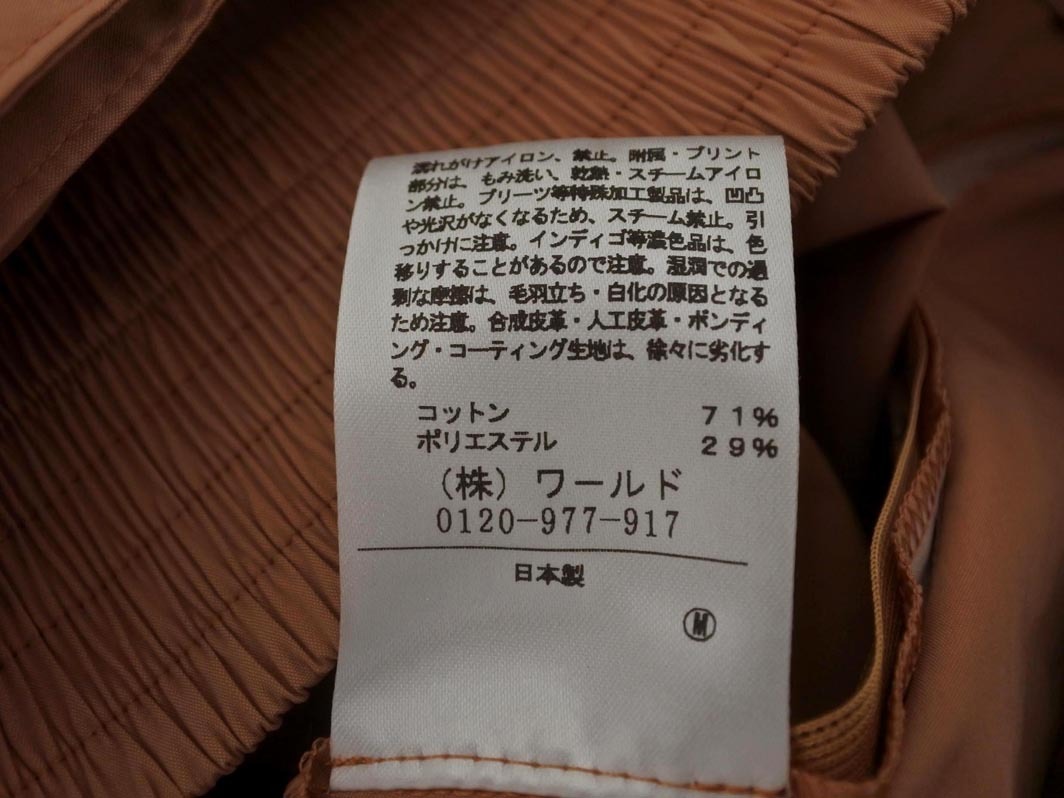 濡れがけアイロン、禁止。附属・プリント
部分は、もみ洗い、乾熱・スチームアイロ
ン禁止。プリーツ等特殊加工製品は、凹凸
や光沢がなくなるため、スチーム禁止。引
っかけに注意。インディゴ等濃色品は、色
移りすることがあるので注意。湿潤での過
剰な摩擦は、毛羽立ち・白化の原因となる
ため注意。合成皮革・人工皮革・ボンディ
ング・コーティング生地は、徐々に劣化す
る。
コットン 71%
ポリエステル 29%
(株)ワールド
0120-977-917
日本製
M